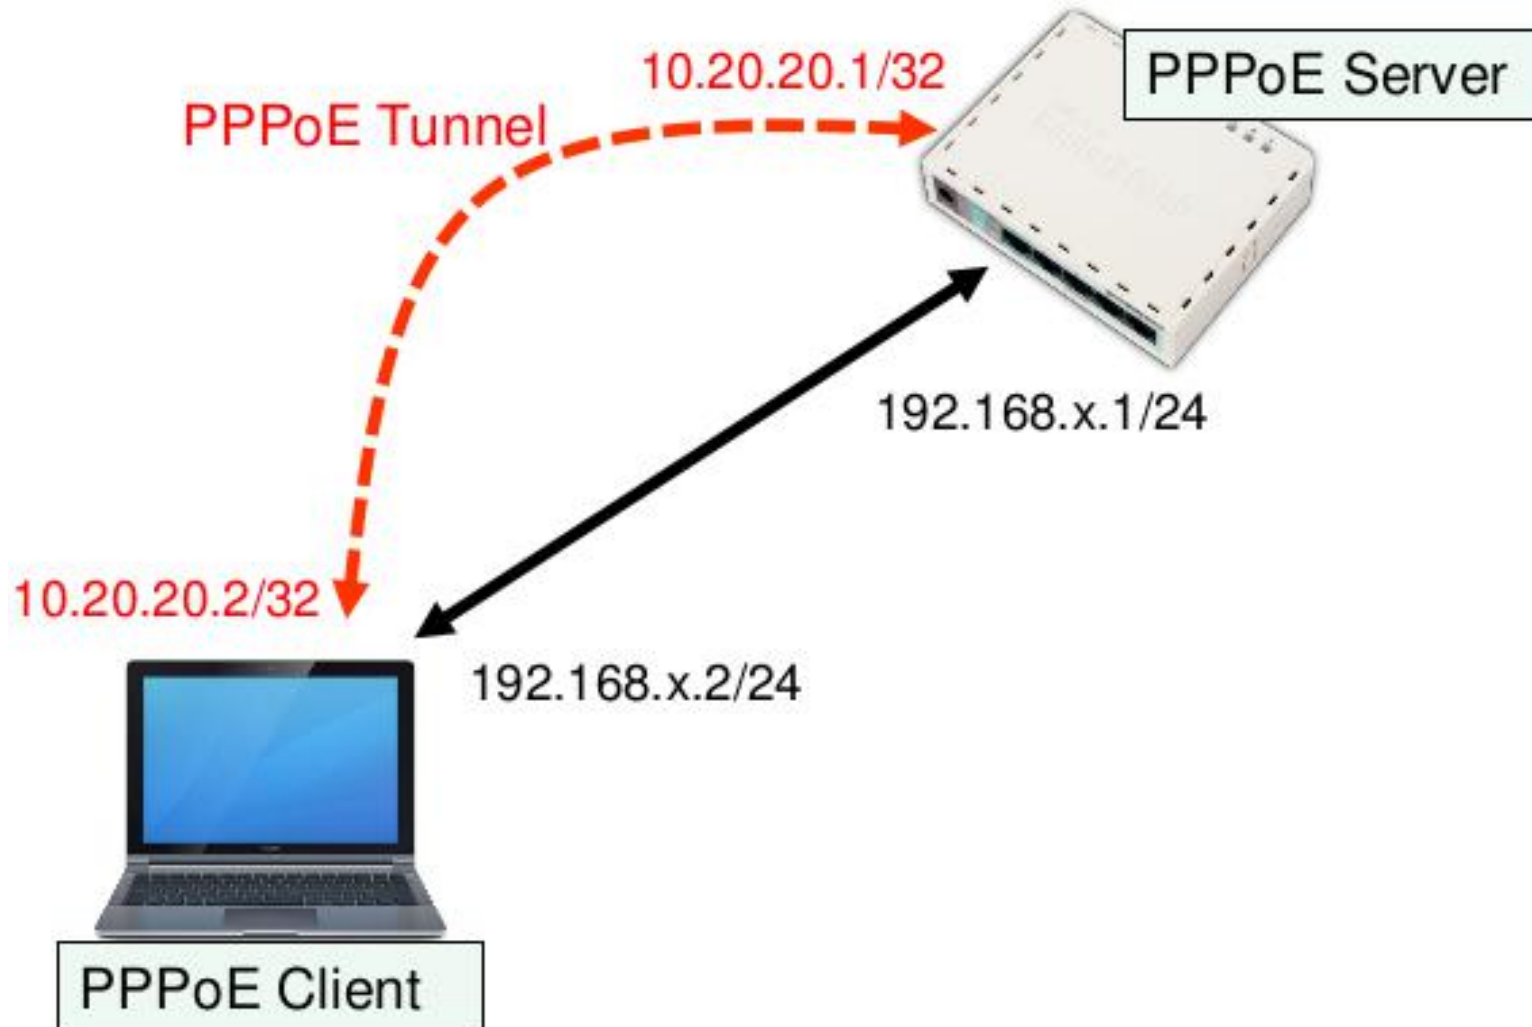 10.20.20.1/32
PPPoE Server
PPPoE Tunnel
192.168.x.1/24
10.20.20.2/32
192.168.x.2/24
PPPoE Client